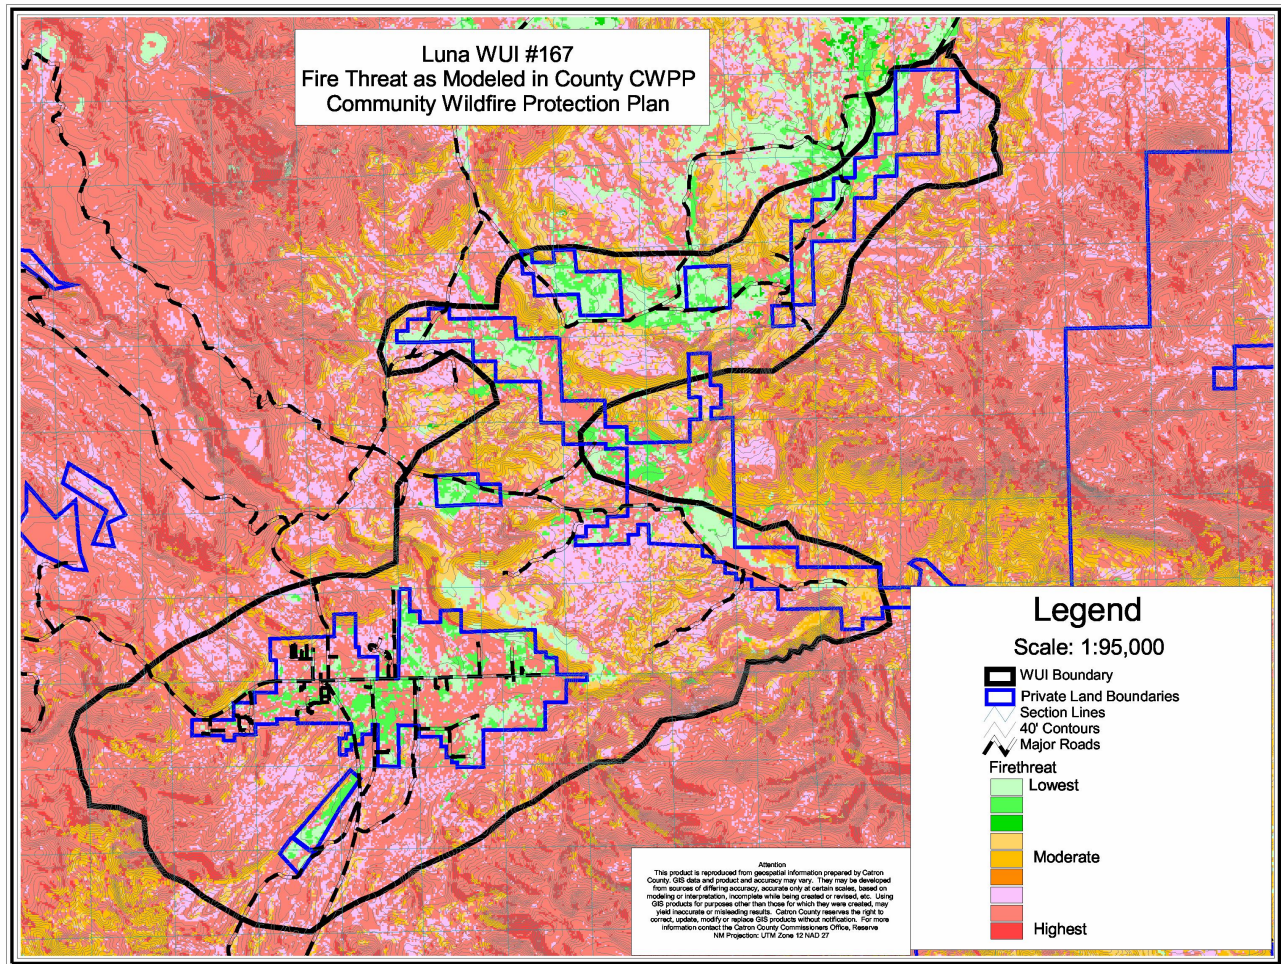 Luna WUI #167
Fire Threat as Modeled in County CWPP
Community Wildfire Protection Plan
Legend
Scale: 1:95,000
WUI Boundary
Private Land Boundaries
Section Lines
40' Contours
Major Roads
Firethreat
Lowest
Moderate
Highest
Attention
This product is reproduced from geospatial information prepared by Catron
County. GIS data and product and accuracy may vary. They may be developed
from sources of differing accuracy, accurate only at certain scales, based on
modeling or interpretation, incomplete while being created or revised, etc. Using
GIS products for purposes other than those for which they were created, may
yield inaccurate or misleading results. Catron County reserves the right to
correct, update, modify or replace GIS products without notification. For more
information contact the Catron County Commissioners Office, Reserve
NM Projection: UTM Zone 12 NAD 27